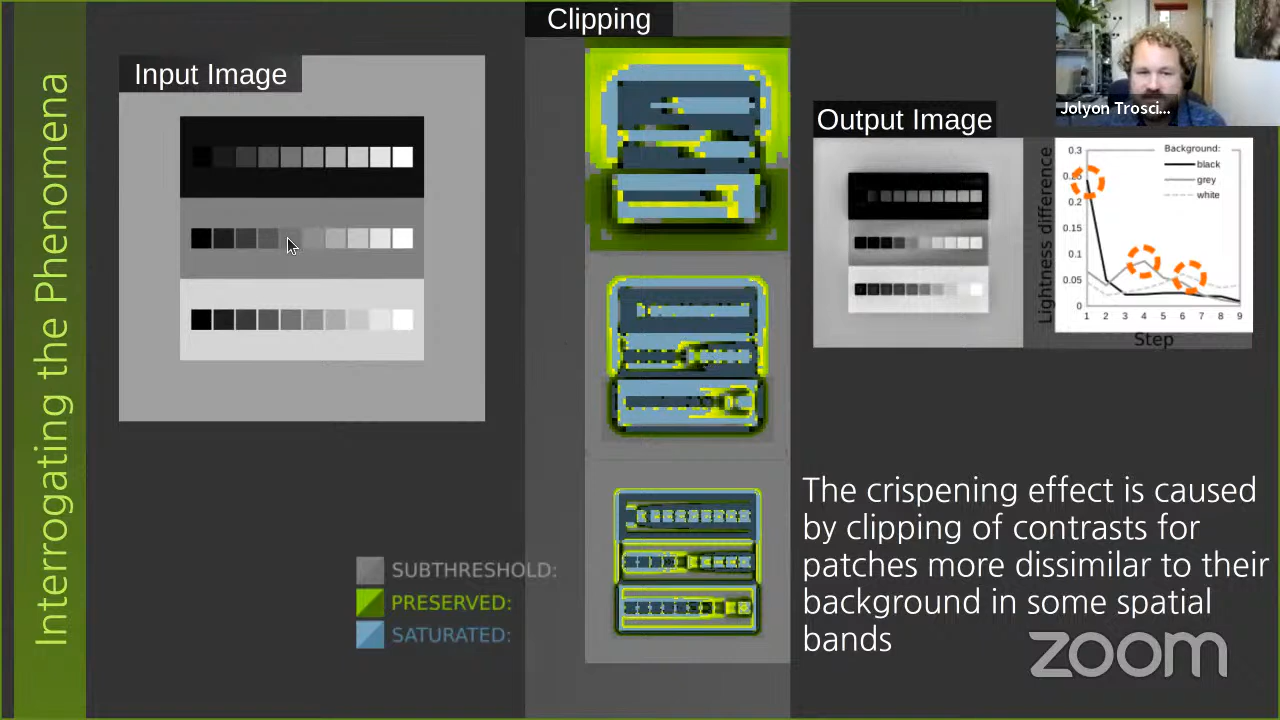 Interrogating the Phenomena
Input Image
Clipping
SUBTHRESHOLD:
PRESERVED:
SATURATED:
Output Image
Jolyon Trosci...
Lightness difference
0.3
0.25
0.2
0.15
0.1
0.05
0
Background:
black
grey
white
1 2 3 4 5 6 7 8 9
Step
The crispening effect is caused
by clipping of contrasts for
patches more dissimilar to their
background in some spatial
bands
zoom